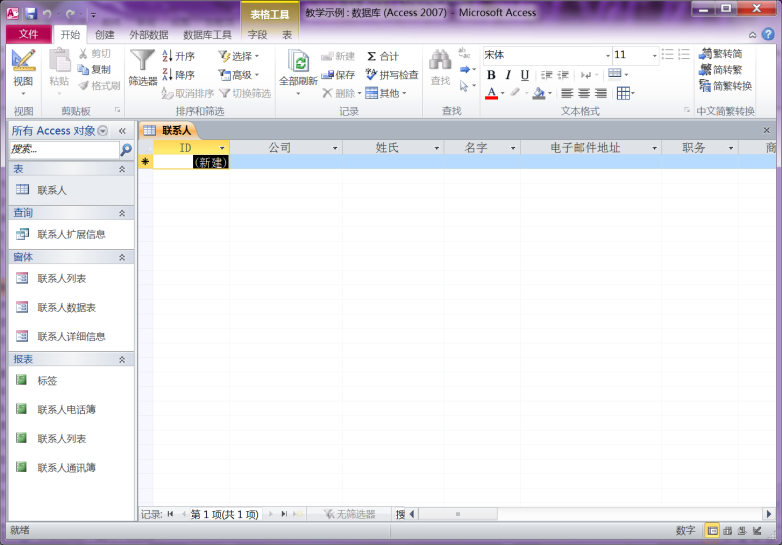 表格工具
教学示例 : 数据库 (Access 2007) - Microsoft Access
文件 开始 创建 外部数据 数据库工具 字段 表
视图
视图
粘贴
剪切
复制
格式刷
剪贴板
筛选器
升序
降序
取消排序
选择
高级
切换筛选
排序和筛选
全部刷新
新建
保存
删除
合计
拼写检查
其他
记录
查找
查找
宋体 11
B I U
A
文本格式
繁转简
简转繁
简繁转换
中文简繁转换
所有 Access 对象
搜索...
表
联系人
查询
联系人扩展信息
窗体
联系人列表
联系人数据表
联系人详细信息
报表
标签
联系人电话簿
联系人列表
联系人通讯簿
联系人
ID 公司 姓氏 名字 电子邮件地址 职务 商
(新建)
记录: 第 1 项(共 1 项) 无筛选器 搜
就绪 数字